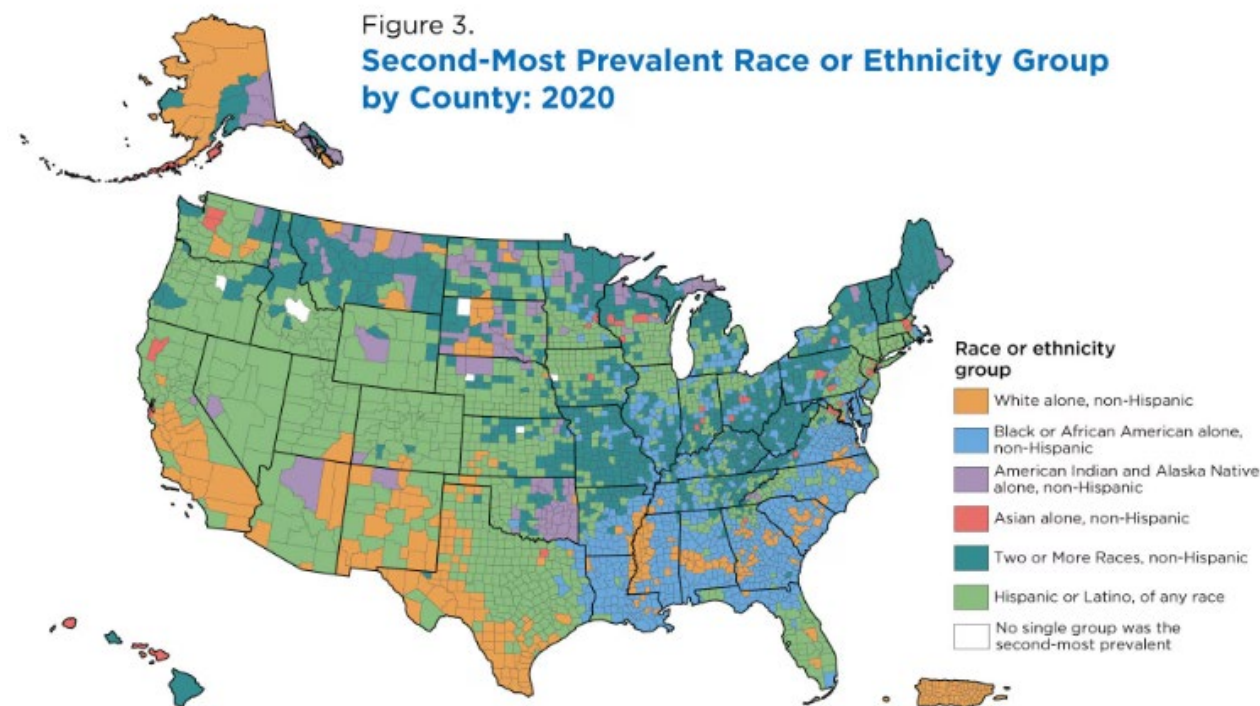 Figure 3.
Second-Most Prevalent Race or Ethnicity Group
by County: 2020
Race or ethnicity
group
White alone, non-Hispanic
Black or African American alone,
non-Hispanic
American Indian and Alaska Native
alone, non-Hispanic
Asian alone, non-Hispanic
Two or More Races, non-Hispanic
Hispanic or Latino, of any race
No single group was the
second-most prevalent